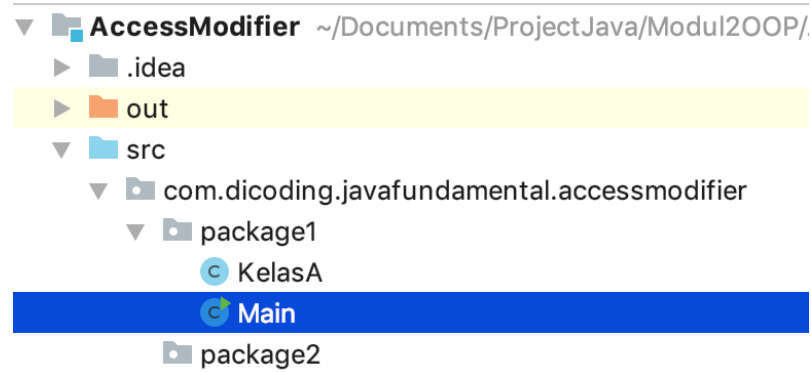 AccessModifier ~/Documents/ProjectJava/Modul2OOP/
.idea
out
src
com.dicoding.javafundamental.accessmodifier
package1
C KelasA
C Main
package2